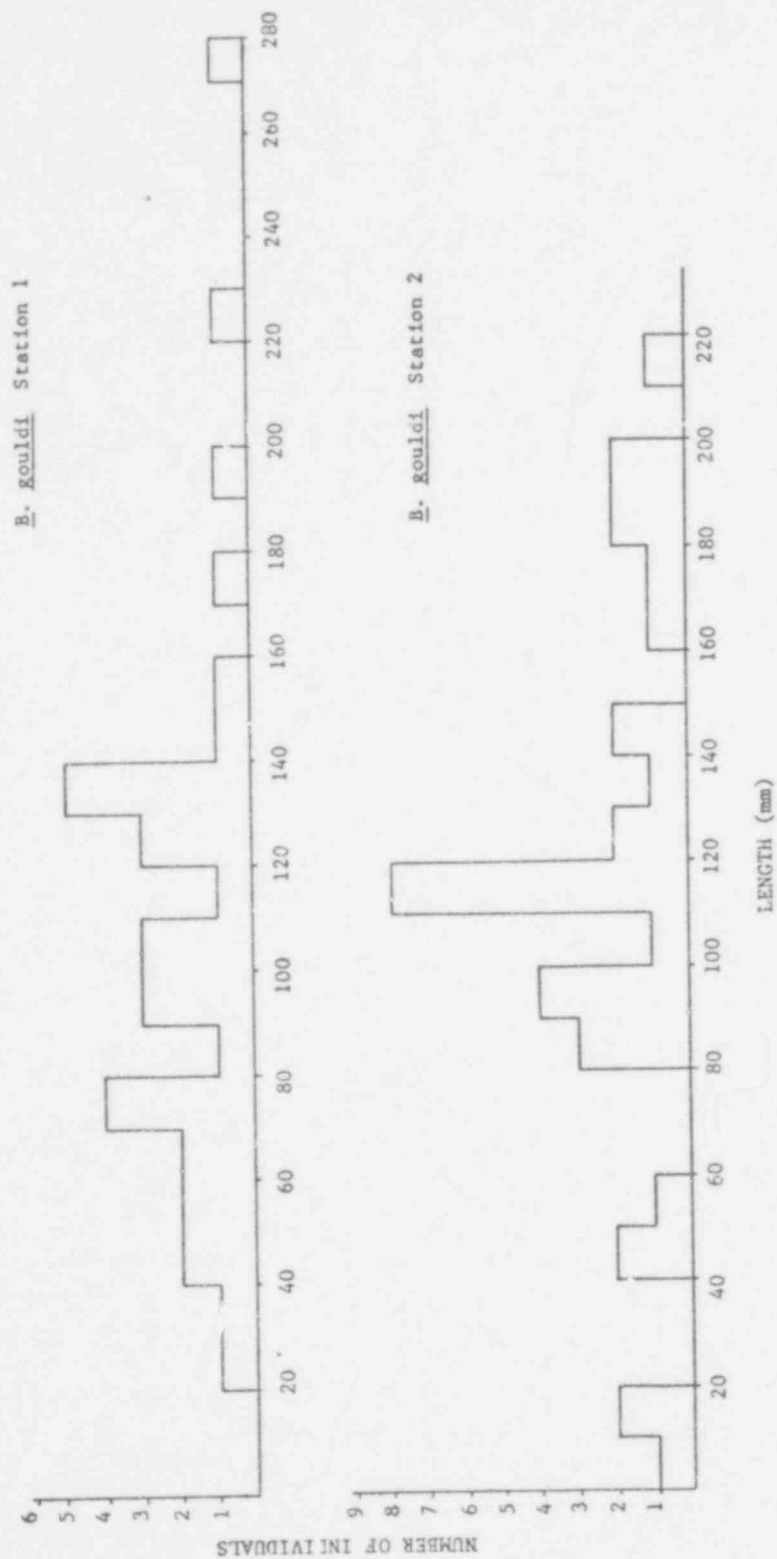 B. gouldi Station 1
6
5
4
3
2
1
20 40 60 80 100 120 140 160 180 200 220 240 260 280
B. gouldi Station 2
9
8
7
6
5
4
3
2
1
20 40 60 80 100 120 140 160 180 200 220
NUMBER OF INDIVIDUALS
LENGTH (mm)